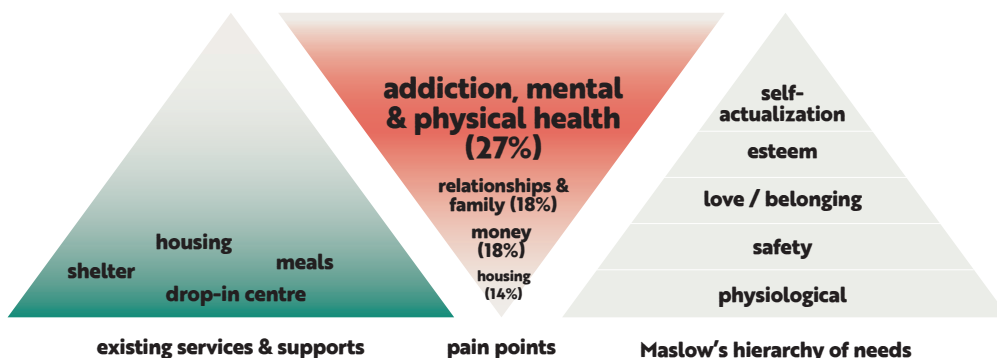 housing
shelter
meals
drop-in centre
existing services & supports
addiction, mental
& physical health
(27%)
relationships &
family (18%)
money
(18%)
housing
(14%)
pain points
self-
actualization
esteem
love / belonging
safety
physiological
Maslow's hierarchy of needs